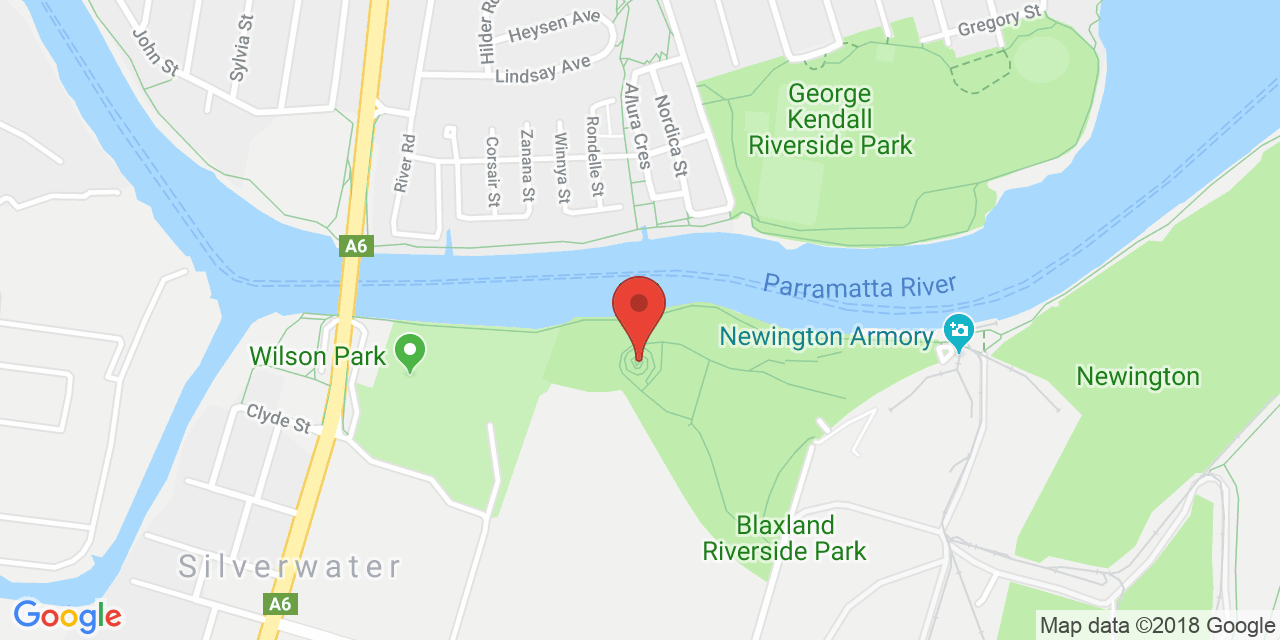 Gregory St
Heysen Ave
Hilder Rd
Sylvia St
John St
Lindsay Ave
George
Kendall
Riverside Park
Allura Cres
Nordica St
Rondelle St
Winnya St
Zanana St
Corsair St
River Rd
A6
Parramatta River
Newington Armory
Wilson Park
Newington
Clyde St
Blaxland
Riverside Park
Silverwater
A6
Google
Map data ©2018 Google